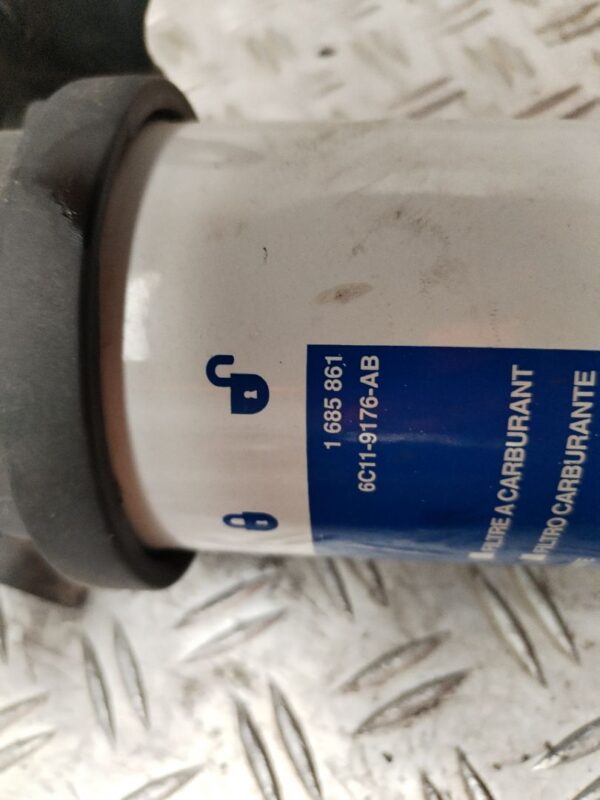 1 685 861
6C11-9176-AB
FILTRE A CARBURANT
FILTRO CARBURANTE